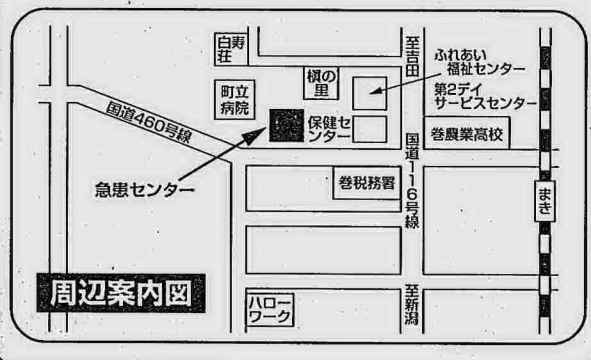 白寿
荘
至吉田
ふれあい
福祉センター
槇の
里
町立
病院
第2デイ
サービスセンター
国道460号線
保健セ
ンター
巻農業高校
国道116号線
急患センター
巻税務署
まき
周辺案内図
ハロー
ワーク
至新潟